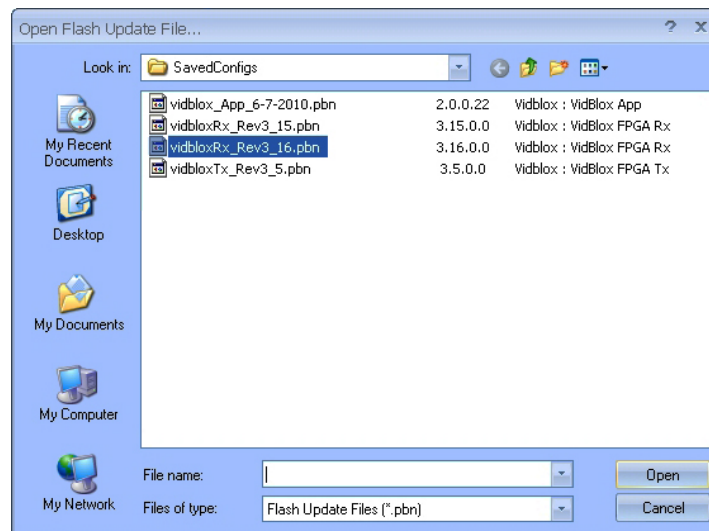 Open Flash Update File...
? X
Look in: SavedConfigs
vidblox_App_6-7-2010.pbn 2.0.0.22 Vidblox : VidBlox App
vidbloxRx_Rev3_15.pbn 3.15.0.0 Vidblox : VidBlox FPGA Rx
vidbloxRx_Rev3_16.pbn 3.16.0.0 Vidblox : VidBlox FPGA Rx
vidbloxTx_Rev3_5.pbn 3.5.0.0 Vidblox : VidBlox FPGA Tx
My Recent
Documents
Desktop
My Documents
My Computer
My Network
File name:
Open
Files of type: Flash Update Files (*.pbn)
Cancel